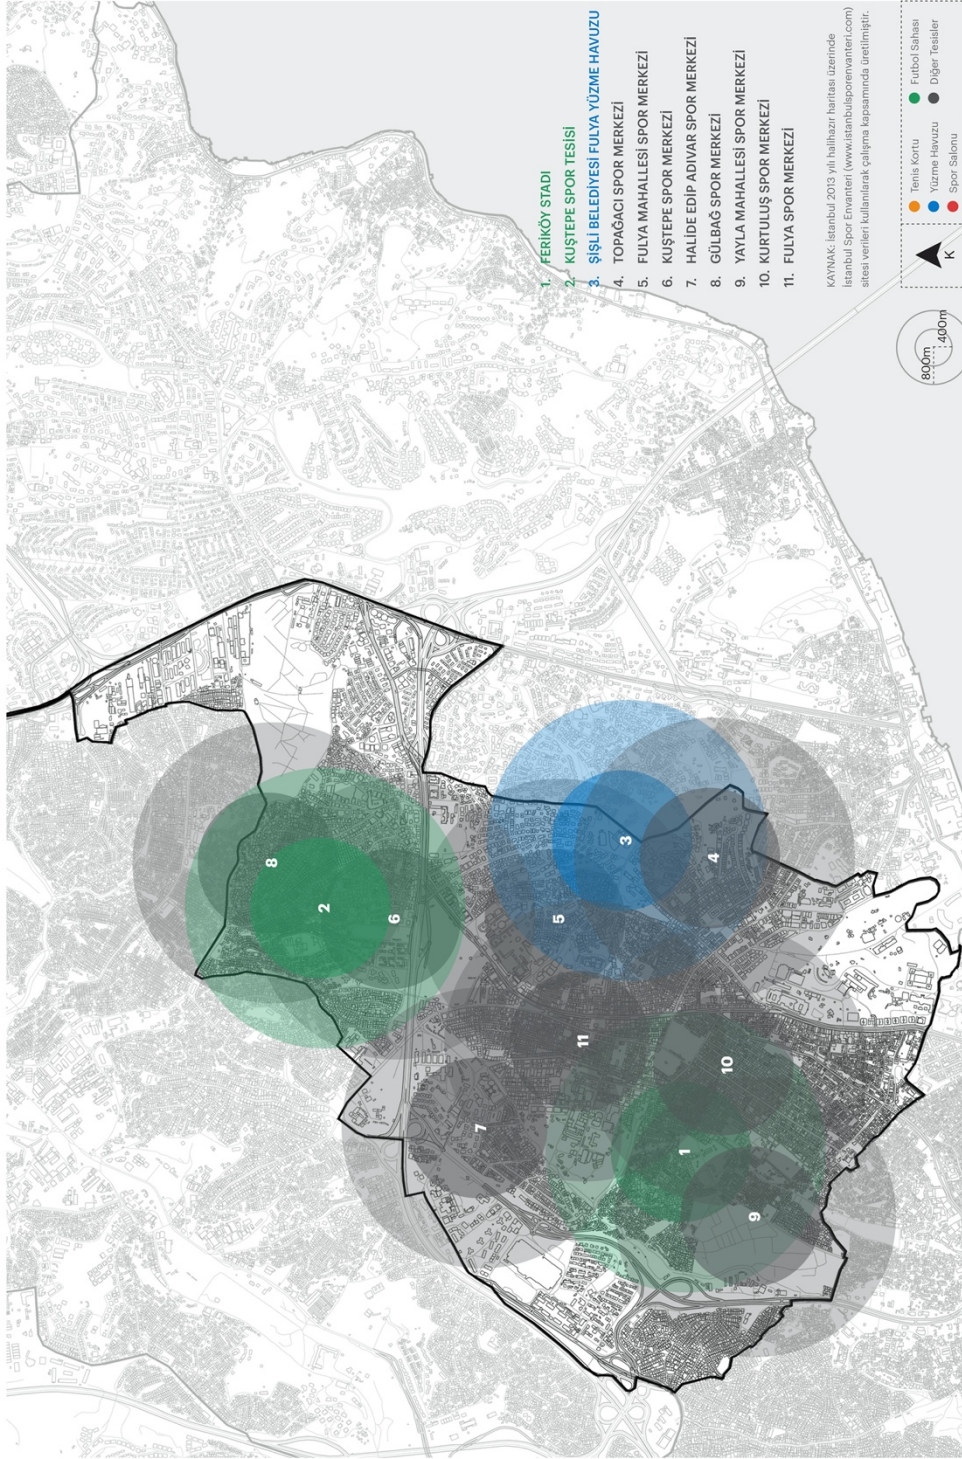 1. FERİKÖY STADI
2. KUŞTEPE SPOR TESİSİ
3. ŞİŞLİ BELEDİYESİ FULYA YÜZME HAVUZU
4. TOPAĞACI SPOR MERKEZİ
5. FULYA MAHALLESİ SPOR MERKEZİ
6. KUŞTEPE SPOR MERKEZİ
7. HALİDE EDİP ADIVAR SPOR MERKEZİ
8. GÜLBAĞ SPOR MERKEZİ
9. YAYLA MAHALLESİ SPOR MERKEZİ
10. KURTULUŞ SPOR MERKEZİ
11. FULYA SPOR MERKEZİ
KAYNAK: İstanbul 2013 yılı halihazır haritası üzerinde
İstanbul Spor Envanteri (www.istanbulsporenvanteri.com)
sitesi verileri kullanılarak çalışma kapsamında üretilmiştir.
800m
400m
K
Tenis Kortu
Yüzme Havuzu
Spor Salonu
Futbol Sahası
Diğer Tesisler
8
2
6
3
4
5
11
7
10
1
9